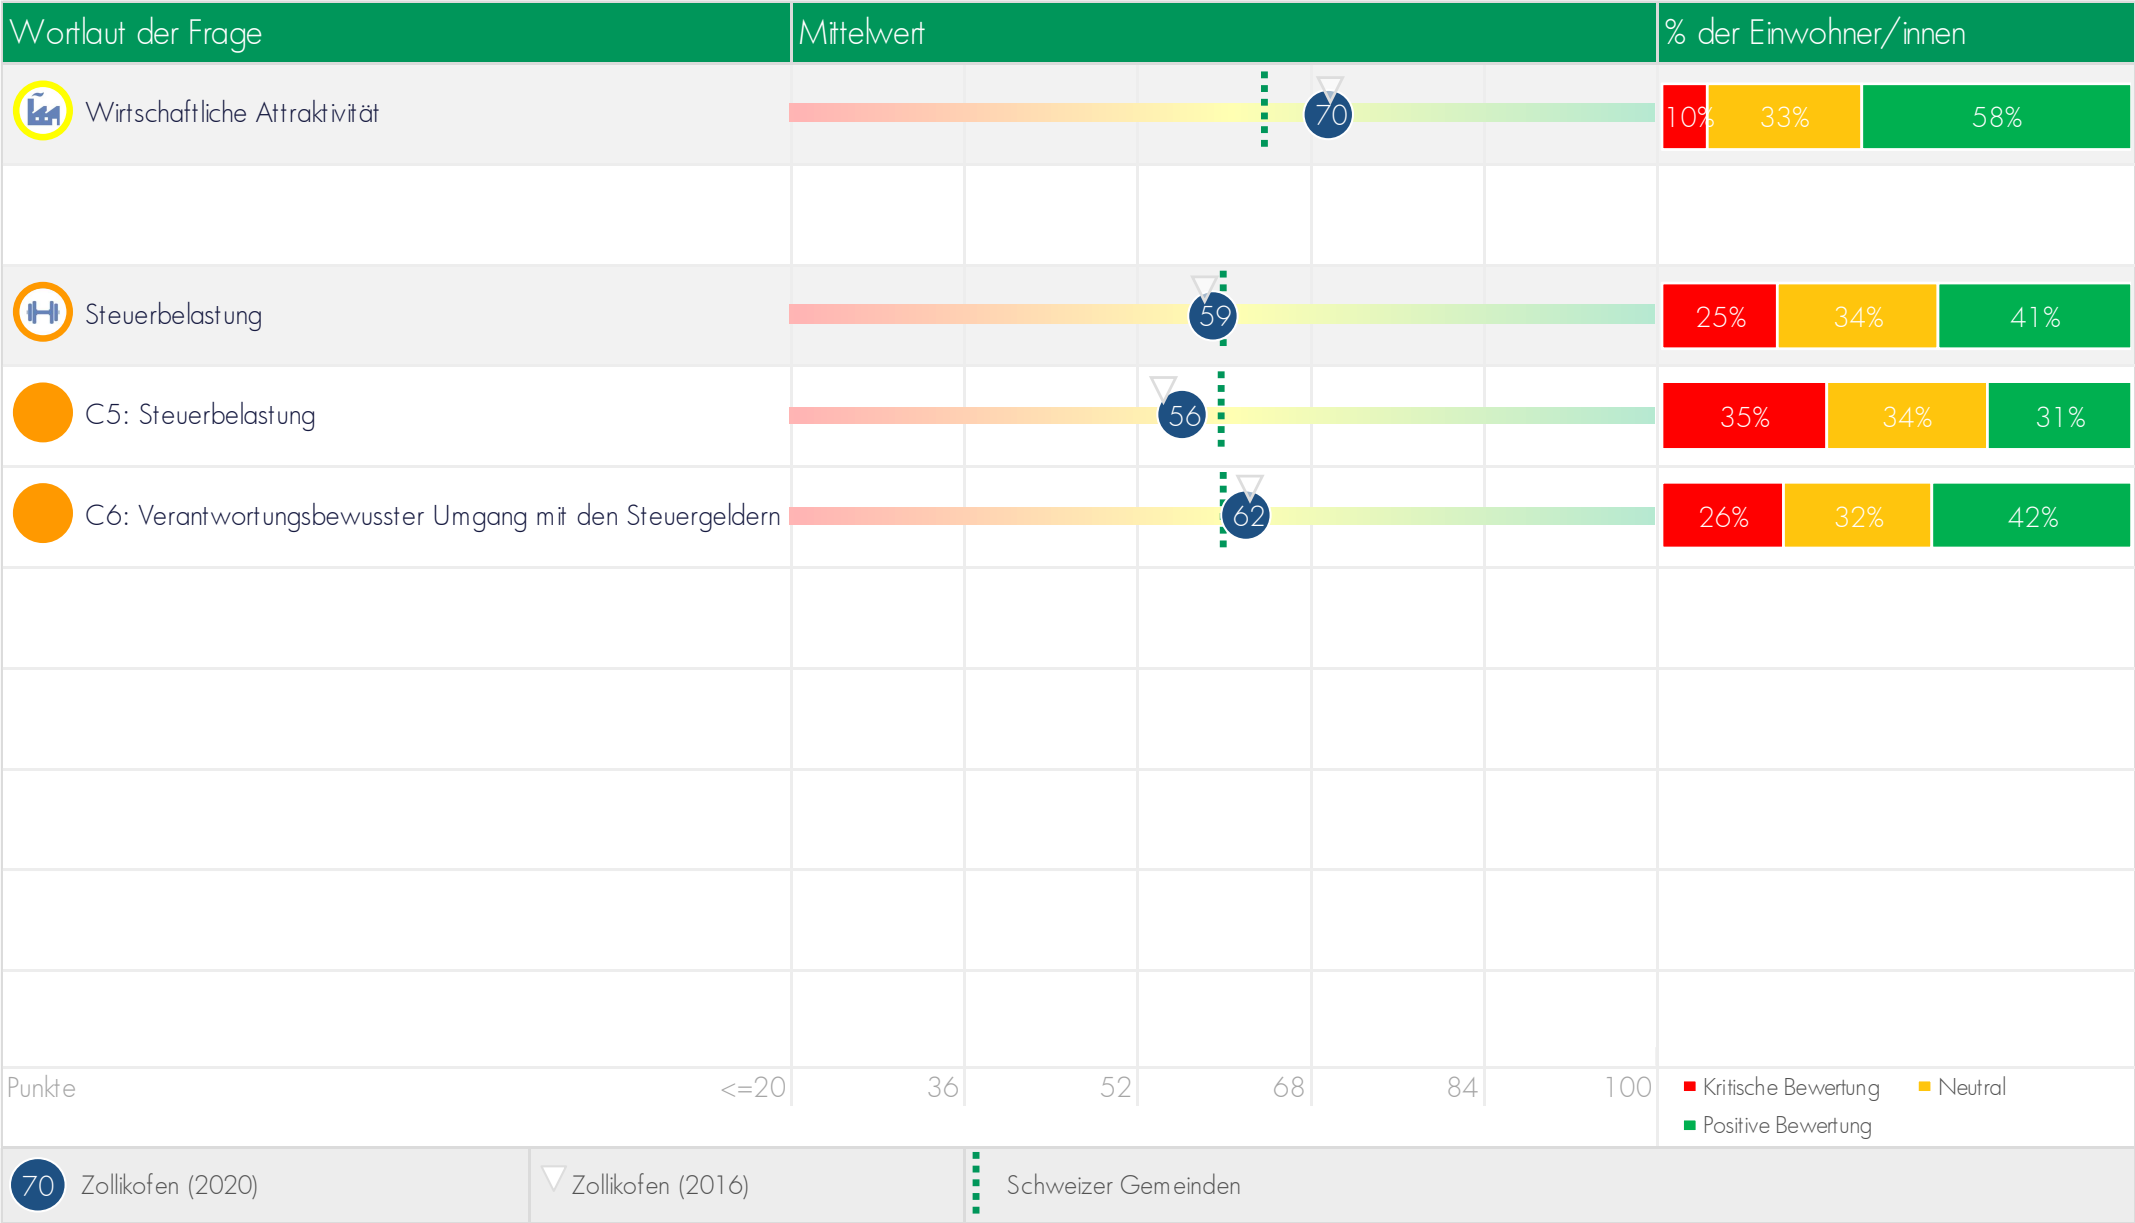 Wortlaut der Frage Mittelwert % der Einwohner/innen
Wirtschaftliche Attraktivität 70 10% 33% 58%
Steuerbelastung 59 25% 34% 41%
C5: Steuerbelastung 56 35% 34% 31%
C6: Verantwortungsbewusster Umgang mit den Steuergeldern 62 26% 32% 42%
Punkte <=20 36 52 68 84 100
Kritische Bewertung Neutral
Positive Bewertung
70 Zollikofen (2020) Zollikofen (2016) Schweizer Gemeinden